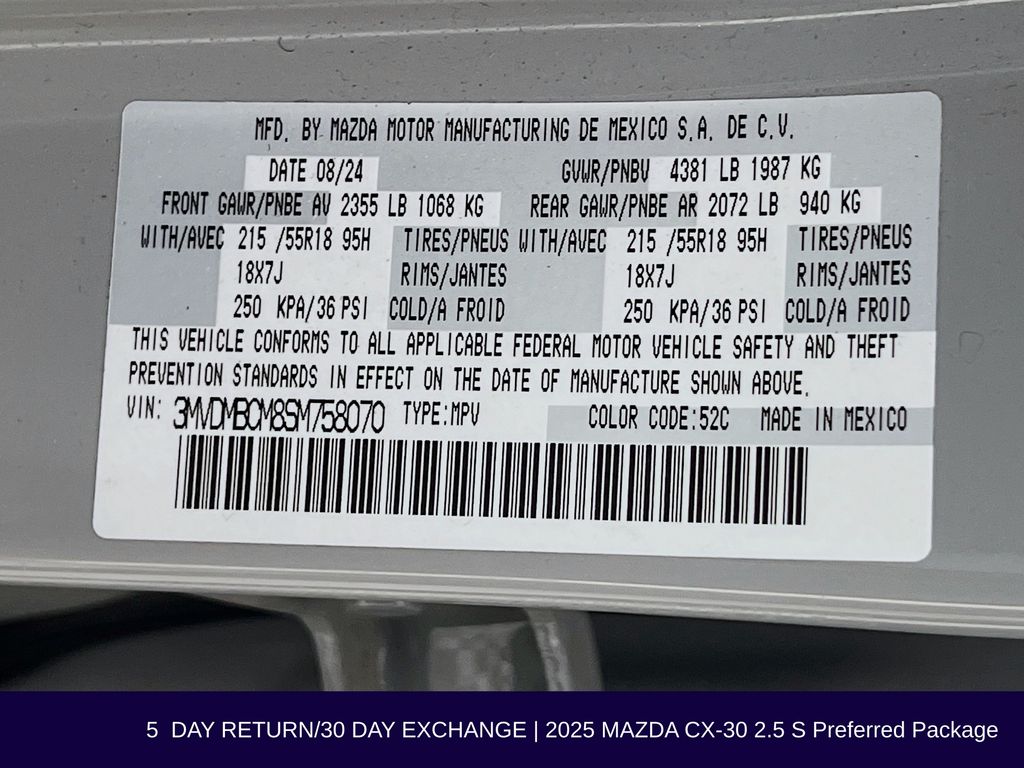 MFD. BY MAZDA MOTOR MANUFACTURING DE MEXICO S.A. DE C.V.
DATE 08/24 GVWR/PNBV 4381 LB 1987 KG
FRONT GAWR/PNBE AV 2355 LB 1068 KG REAR GAWR/PNBE AR 2072 LB 940 KG
WITH/AVEC 215 /55R18 95H TIRES/PNEUS WITH/AVEC 215 /55R18 95H TIRES/PNEUS
18X7J RIMS/JANTES 18X7J RIMS/JANTES
250 KPA/36 PSI COLD/A FROID 250 KPA/36 PSI COLD/A FROID
THIS VEHICLE CONFORMS TO ALL APPLICABLE FEDERAL MOTOR VEHICLE SAFETY AND THEFT
PREVENTION STANDARDS IN EFFECT ON THE DATE OF MANUFACTURE SHOWN ABOVE.
VIN: 3MVDMBCM8SM758070 TYPE:MPV COLOR CODE:52C MADE IN MEXICO
5 DAY RETURN/30 DAY EXCHANGE | 2025 MAZDA CX-30 2.5 S Preferred Package